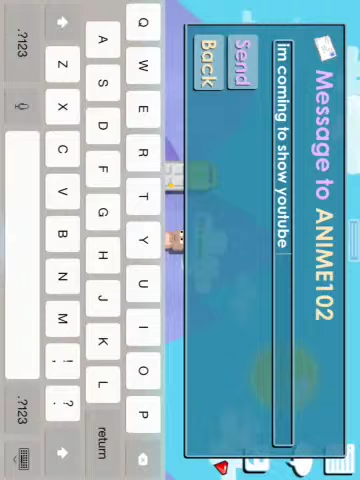 Message to ANIME102
im coming to show youtube
Send
Back
Q W E R T Y U I O P
A S D F G H J K L return
Z X C V B N M ! , ? .
.?123 .?123